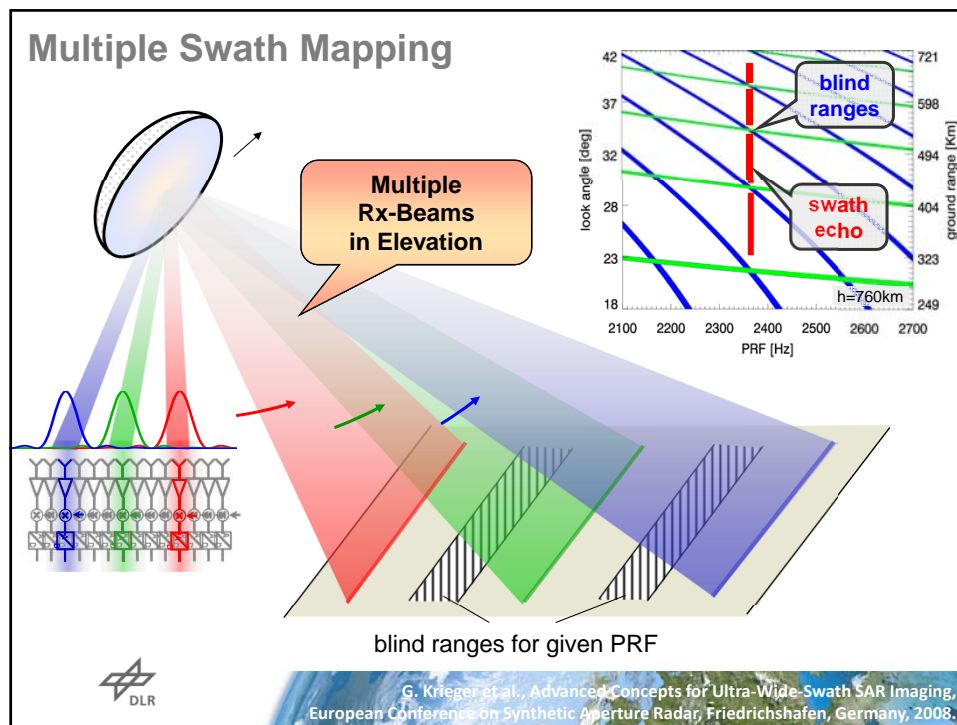 Multiple Swath Mapping
Multiple
Rx-Beams
in Elevation
42
37
32
28
23
18
look angle [deg]
721
598
494
404
323
249
ground range [Km]
blind
ranges
swath
echo
h=760km
2100 2200 2300 2400 2500 2600 2700
PRF [Hz]
blind ranges for given PRF
DLR
G. Krieger et al., Advanced Concepts for Ultra-Wide-Swath SAR Imaging,
European Conference on Synthetic Aperture Radar, Friedrichshafen, Germany, 2008.